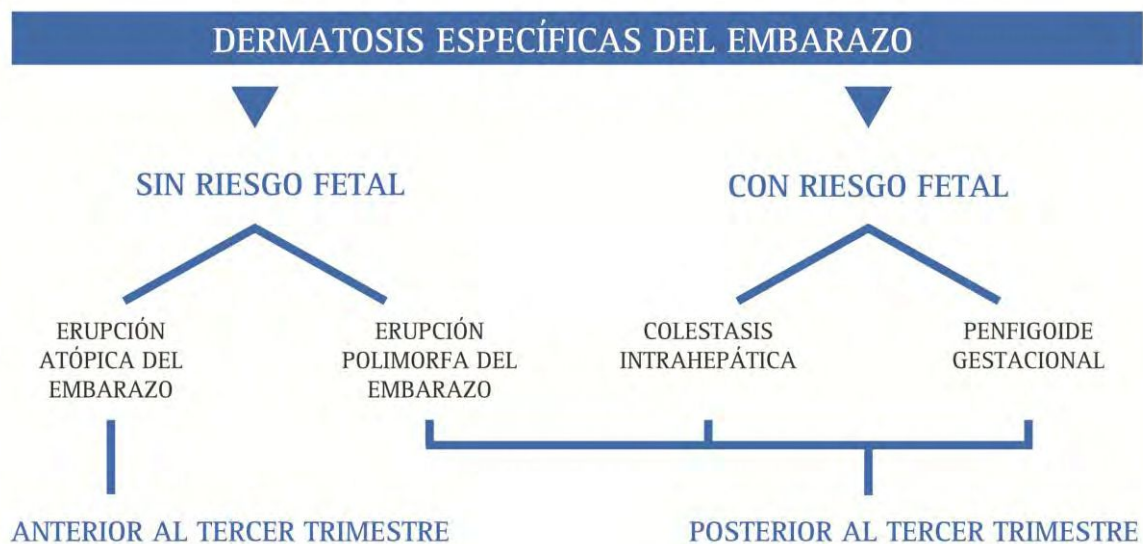 DERMATOSIS ESPECÍFICAS DEL EMBARAZO
SIN RIESGO FETAL
CON RIESGO FETAL
ERUPCIÓN
ATÓPICA DEL
EMBARAZO
ERUPCIÓN
POLIMORFA DEL
EMBARAZO
COLESTASIS
INTRAHEPÁTICA
PENFIGOIDE
GESTACIONAL
ANTERIOR AL TERCER TRIMESTRE
POSTERIOR AL TERCER TRIMESTRE